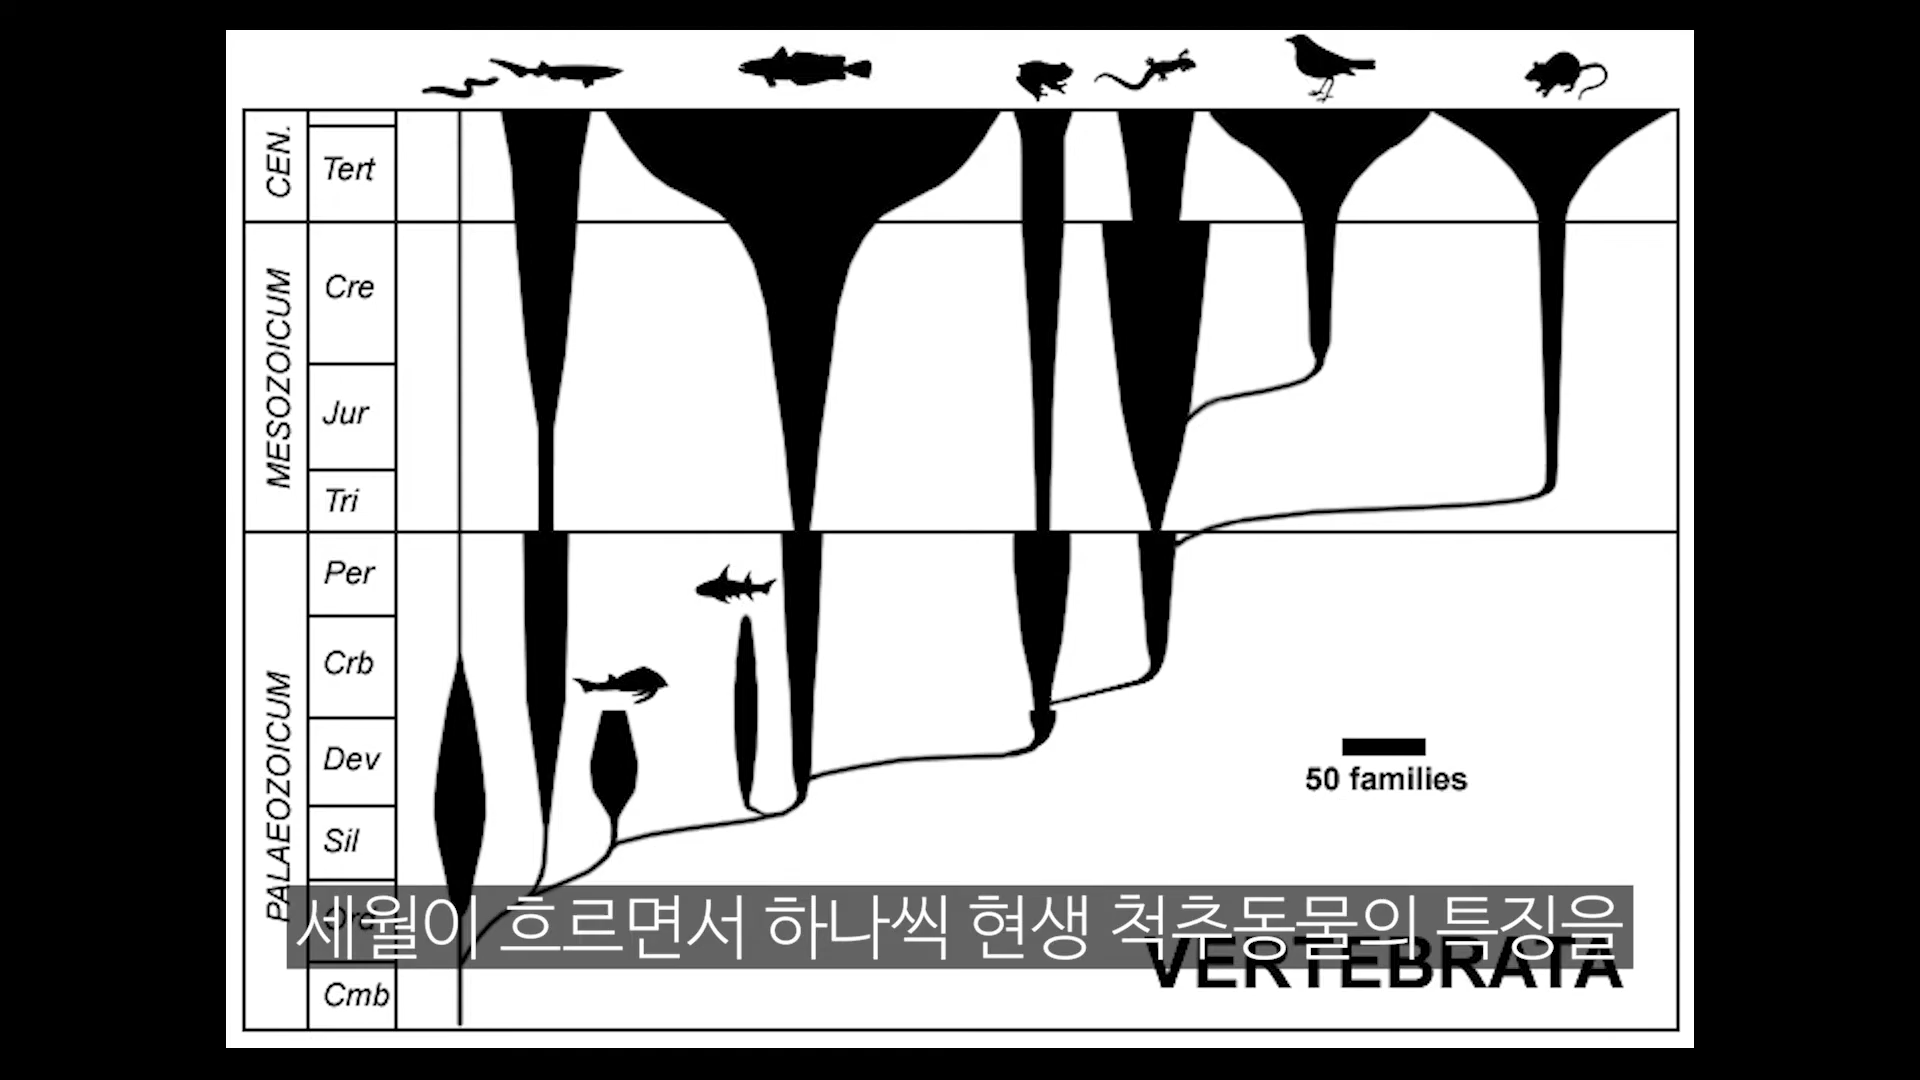 CEN.
Tert
MESOZOICUM
Cre
Jur
Tri
PALAEOZOICUM
Per
Crb
Dev
Sil
Ord
Cmb
50 families
VERTEBRATA
세월이 흐르면서 하나씩 현생 척추동물의 특징을